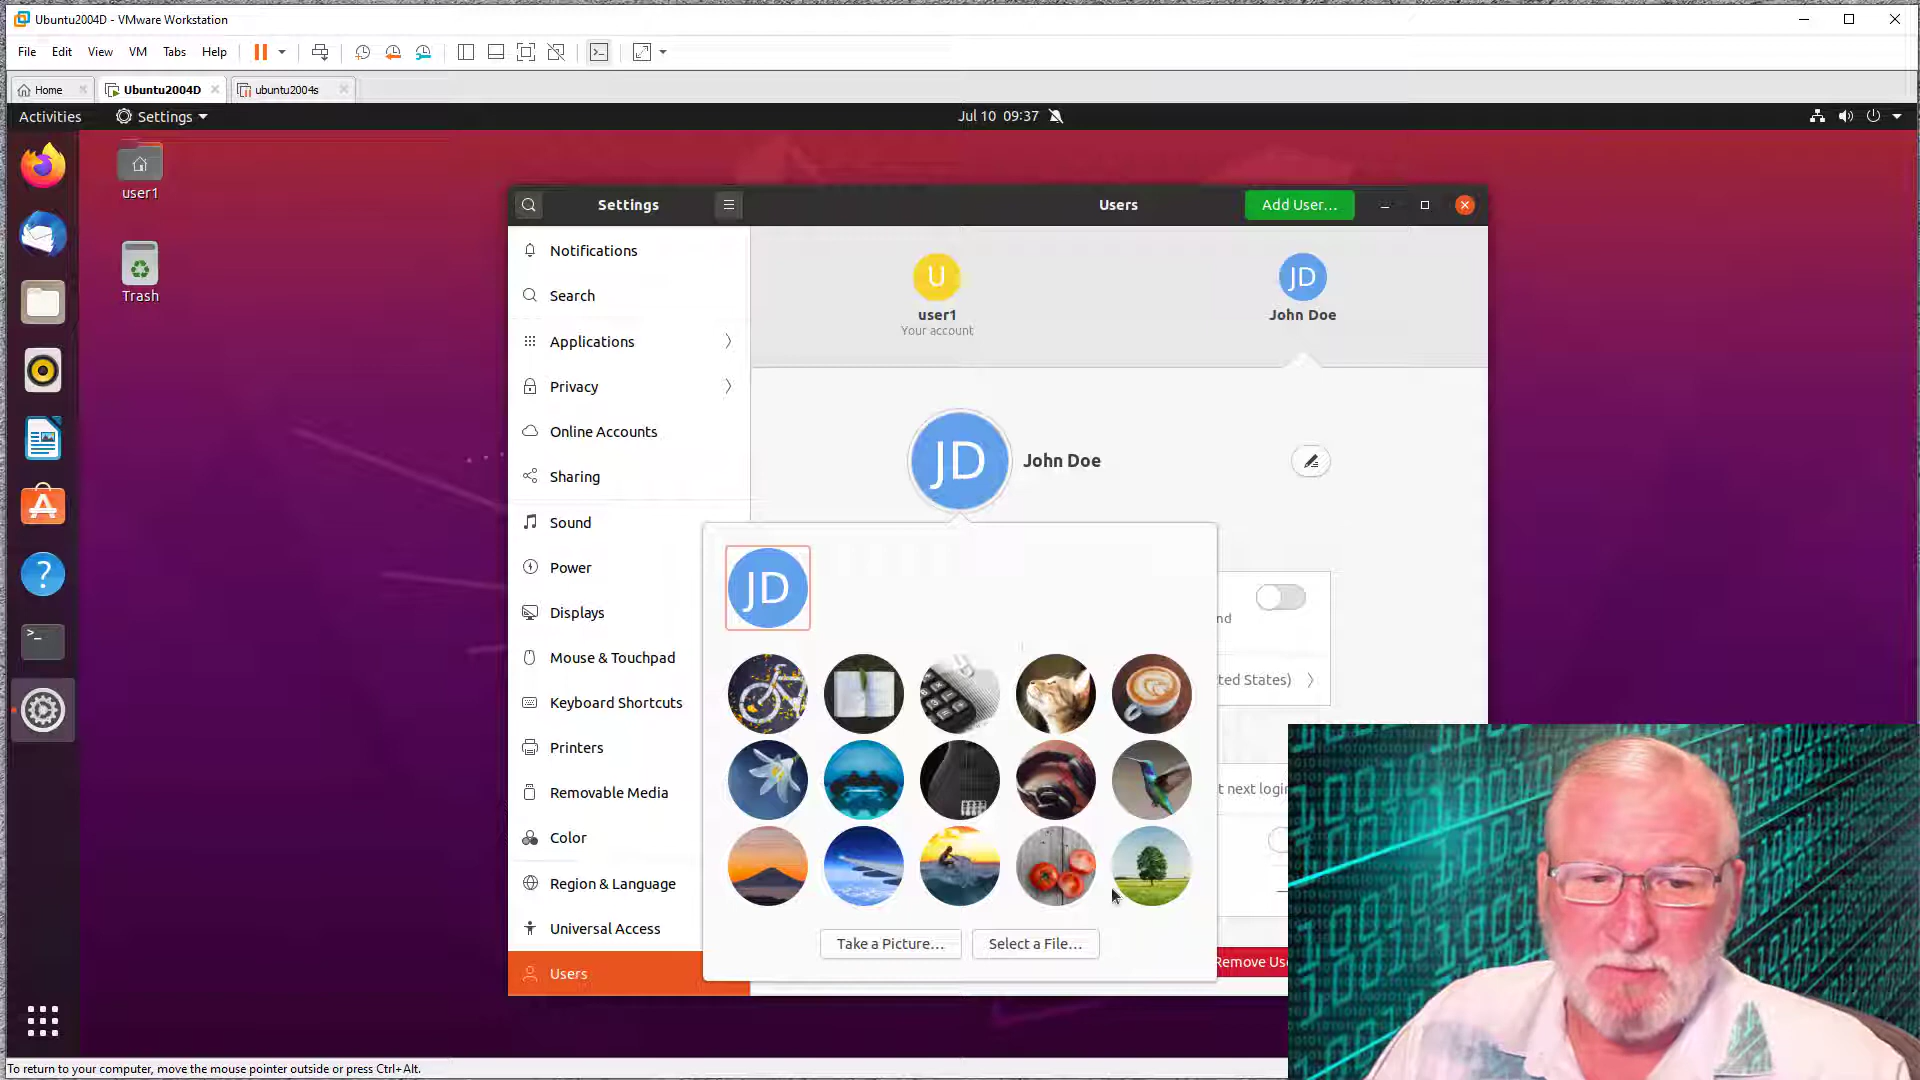 Ubuntu2004D - VMware Workstation
File Edit View VM Tabs Help
Home Ubuntu2004D ubuntu2004s
Activities Settings Jul 10 09:37
user1
Trash
Settings Users Add User...
Notifications
Search
Applications
Privacy
Online Accounts
Sharing
Sound
Power
Displays
Mouse & Touchpad
Keyboard Shortcuts
Printers
Removable Media
Color
Region & Language
Universal Access
Users
U JD
user1 John Doe
Your account
JD John Doe
JD
nd
ted States)
t next login
Take a Picture... Select a File...
Remove Use
To return to your computer, move the mouse pointer outside or press Ctrl+Alt.